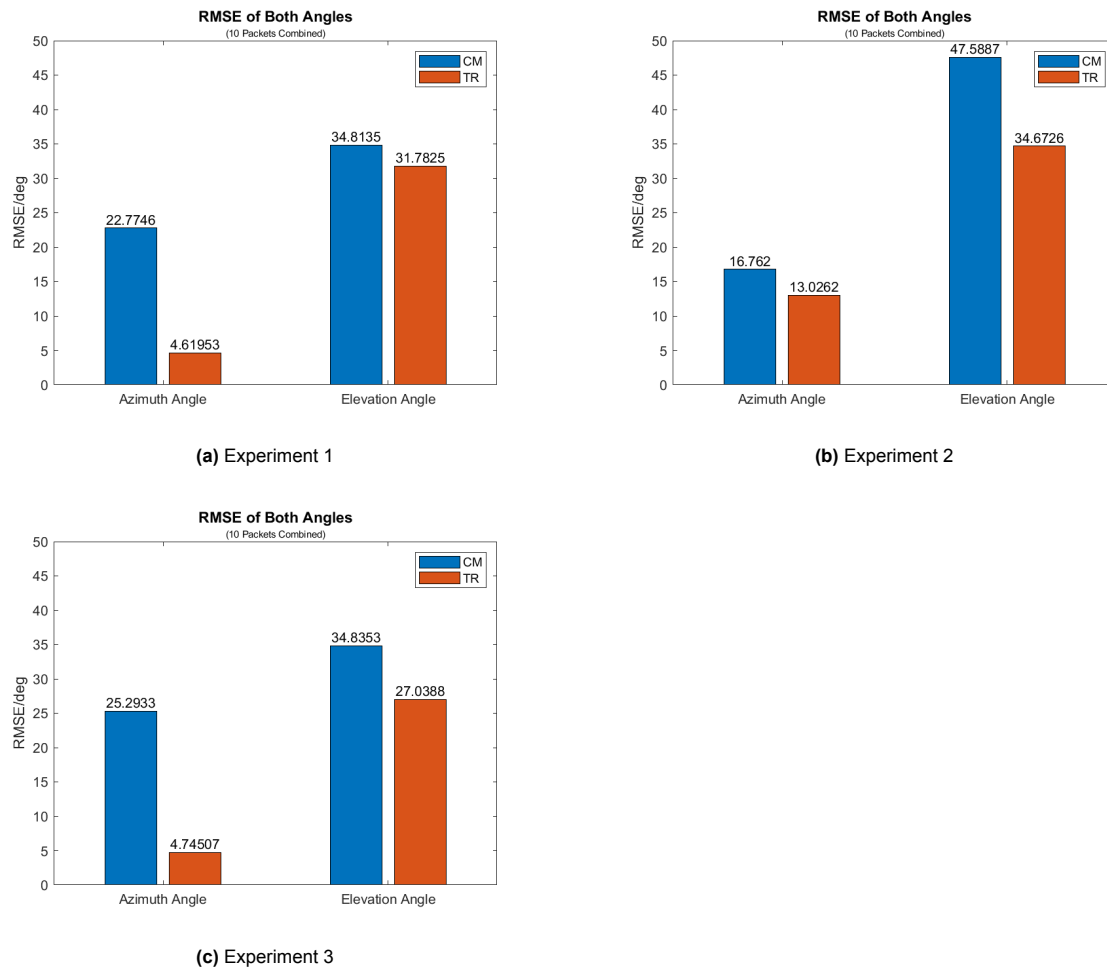 RMSE of Both Angles
(10 Packets Combined)
50
45
40
35
30
25
20
15
10
5
0
RMSE/deg
CM
TR
22.7746
4.61953
34.8135
31.7825
Azimuth Angle
Elevation Angle
(a) Experiment 1
RMSE of Both Angles
(10 Packets Combined)
50
45
40
35
30
25
20
15
10
5
0
RMSE/deg
CM
TR
16.762
13.0262
47.5887
34.6726
Azimuth Angle
Elevation Angle
(b) Experiment 2
RMSE of Both Angles
(10 Packets Combined)
50
45
40
35
30
25
20
15
10
5
0
RMSE/deg
CM
TR
25.2933
4.74507
34.8353
27.0388
Azimuth Angle
Elevation Angle
(c) Experiment 3